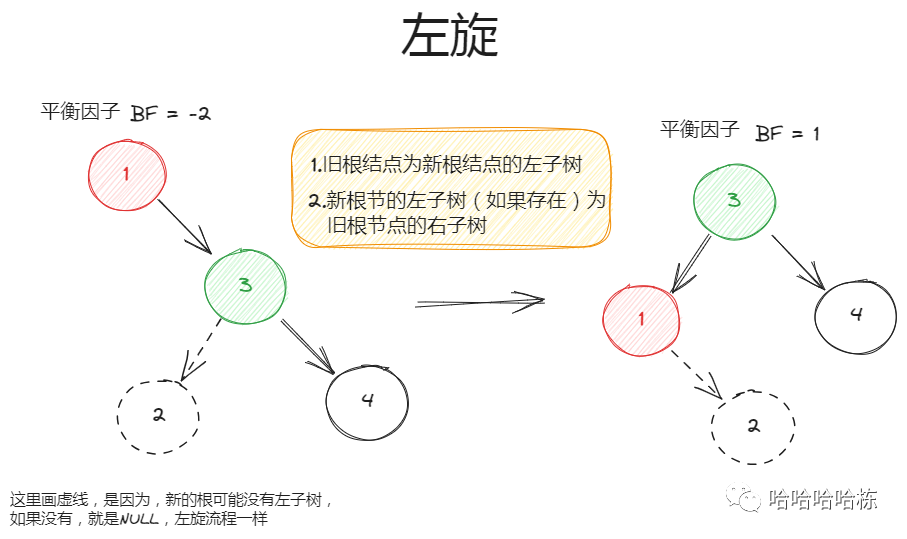 左旋
平衡因子 BF = -2
平衡因子 BF = 1
1
3
2
4
1.旧根结点为新根结点的左子树
2.新根节的左子树（如果存在）为
旧根节点的右子树
3
1
4
2
这里画虚线，是因为，新的根可能没有左子树，
如果没有，就是NULL，左旋流程一样
哈哈哈哈栋